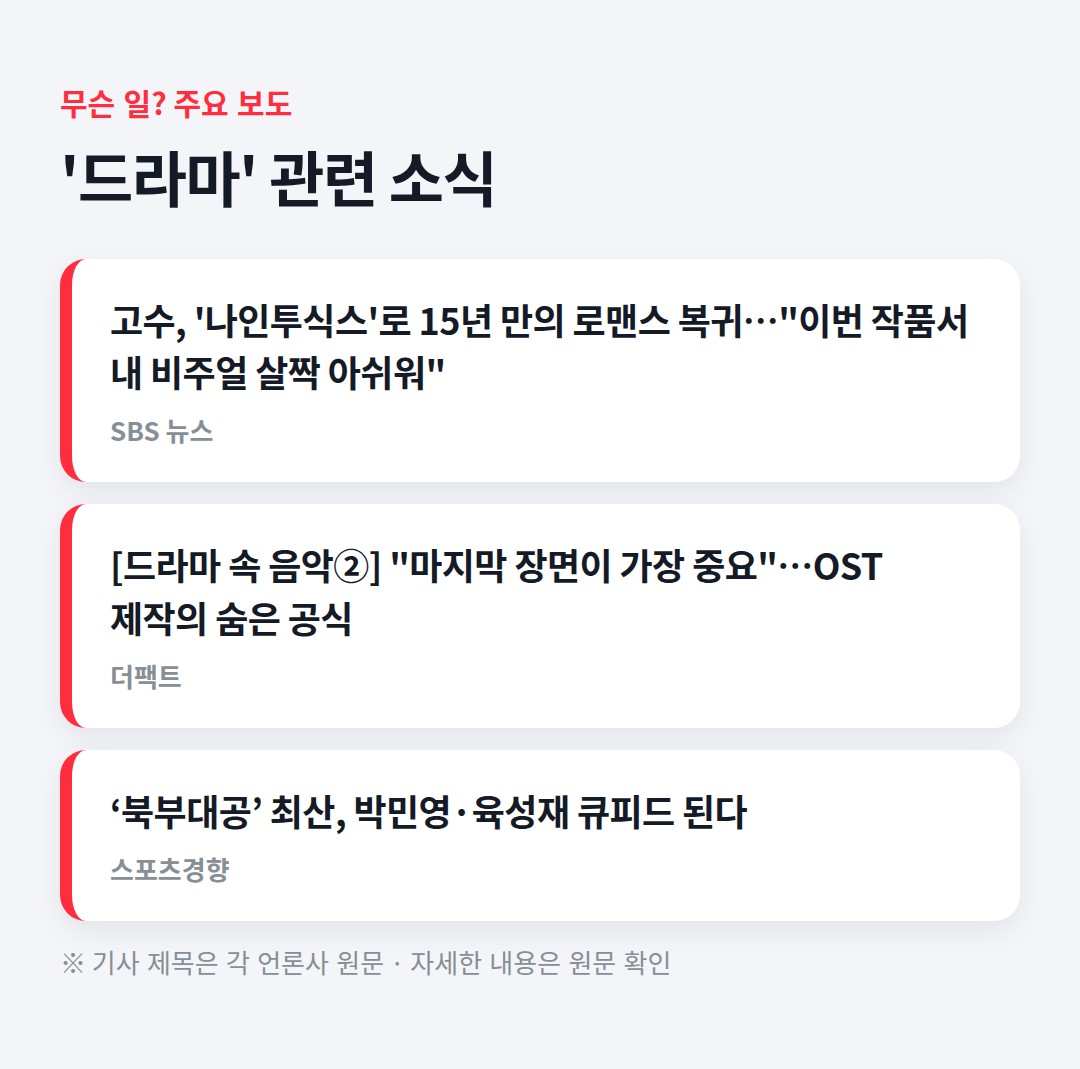 무슨 일? 주요 보도
'드라마' 관련 소식
고수, '나인투식스'로 15년 만의 로맨스 복귀…"이번 작품서
내 비주얼 살짝 아쉬워"
SBS 뉴스
[드라마 속 음악②] "마지막 장면이 가장 중요"…OST
제작의 숨은 공식
더팩트
‘북부대공’ 최산, 박민영·육성재 큐피드 된다
스포츠경향
※ 기사 제목은 각 언론사 원문 · 자세한 내용은 원문 확인